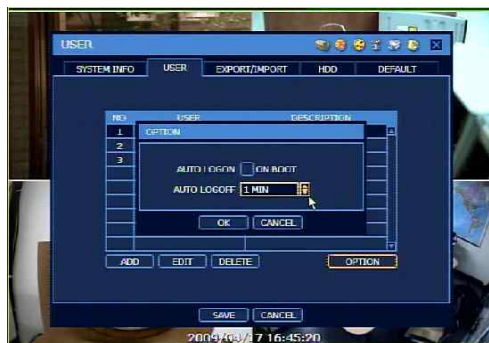 USER
SYSTEM INFO USER EXPORT/IMPORT HDD DEFAULT
NO USER DESCRIPTION
1
OPTION
2
3
AUTO LOGON ON BOOT
AUTO LOGOFF 1 MIN
OK CANCEL
ADD EDIT DELETE OPTION
SAVE CANCEL
2009/04/17 16:45:20